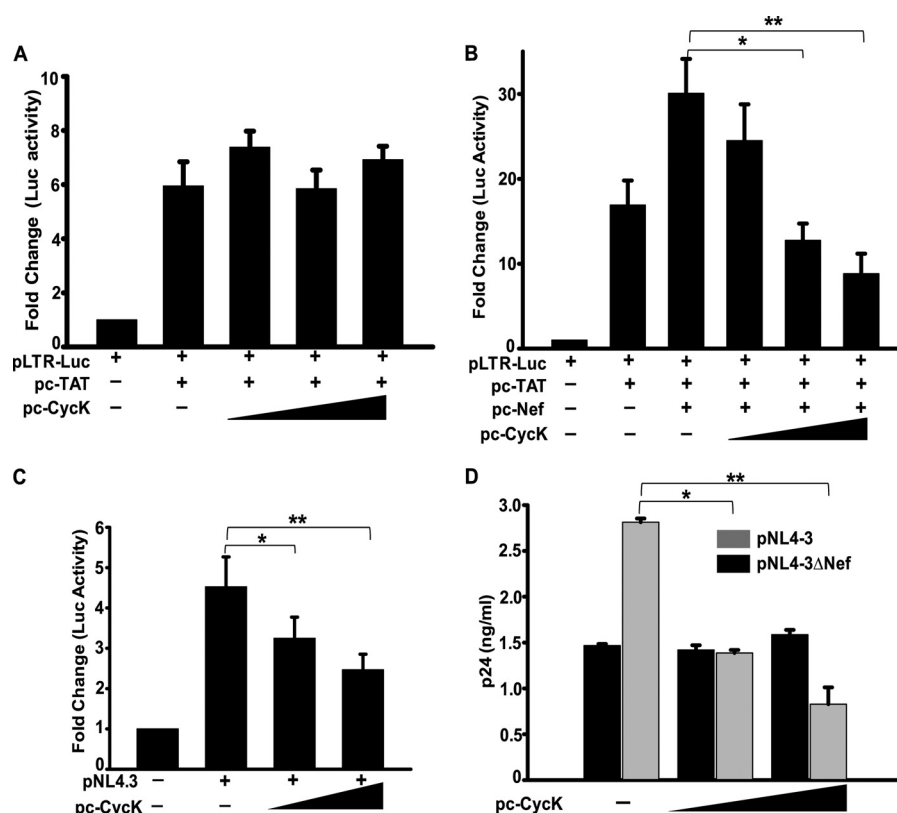 A
Fold Change (Luc activity)
10
8
6
4
2
0
pLTR-Luc + + + + +
pc-TAT – + + + +
pc-CycK – –
B
**
*
Fold Change (Luc Activity)
30
20
10
0
pLTR-Luc + + + + + +
pc-TAT – + + + + +
pc-Nef – – + + + +
pc-CycK – – –
C
**
*
Fold Change (Luc Activity)
6
5
4
3
2
1
0
pNL4.3 – + + +
pc-CycK – –
D
**
*
pNL4-3
pNL4-3ΔNef
p24 (ng/ml)
3.0
2.5
2.0
1.5
1.0
0.5
0
pc-CycK –